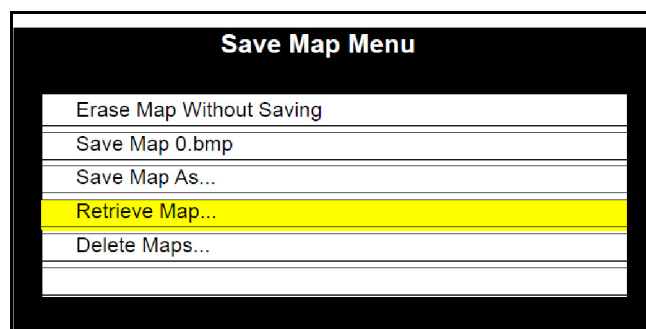 Save Map Menu
Erase Map Without Saving
Save Map 0.bmp
Save Map As...
Retrieve Map...
Delete Maps...